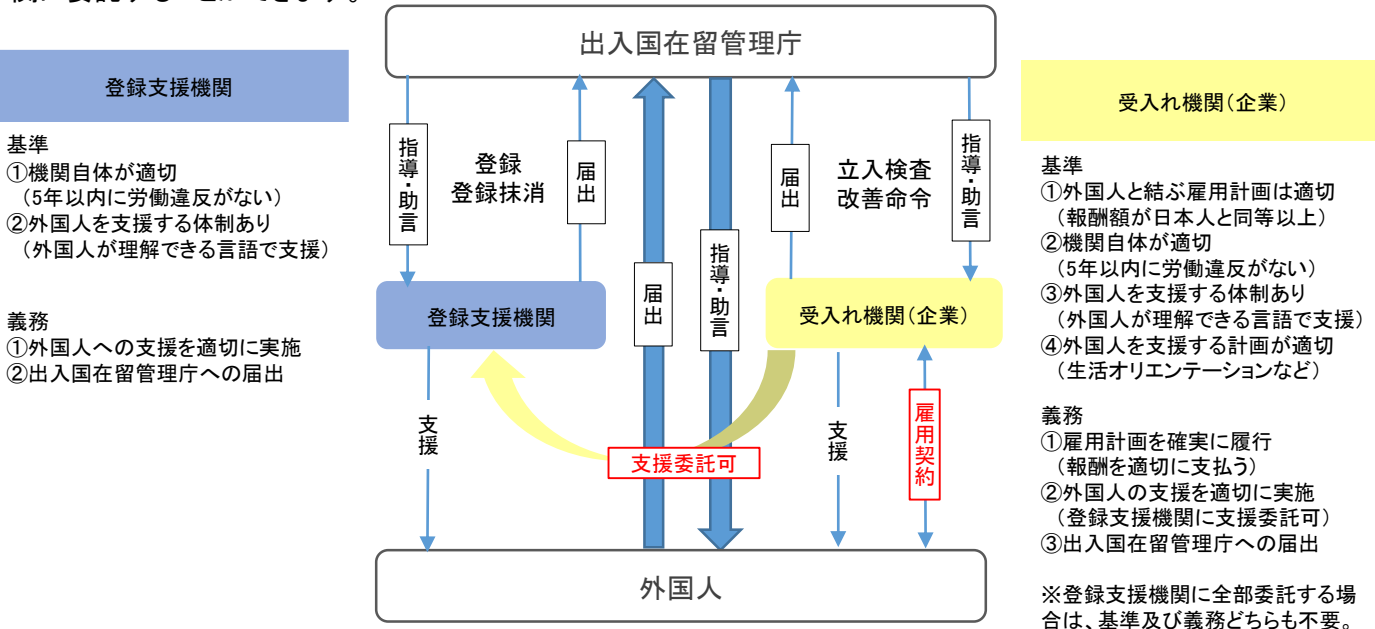 出入国在留管理庁
登録支援機関
基準
①機関自体が適切
（5年以内に労働違反がない）
②外国人を支援する体制あり
（外国人が理解できる言語で支援）
義務
①外国人への支援を適切に実施
②出入国在留管理庁への届出
指導・助言
登録
登録抹消
届出
届出
指導・助言
届出
立入検査
改善命令
指導・助言
登録支援機関
受入れ機関（企業）
支援
支援委託可
支援
雇用契約
外国人
受入れ機関（企業）
基準
①外国人と結ぶ雇用計画は適切
（報酬額が日本人と同等以上）
②機関自体が適切
（5年以内に労働違反がない）
③外国人を支援する体制あり
（外国人が理解できる言語で支援）
④外国人を支援する計画が適切
（生活オリエンテーションなど）
義務
①雇用計画を確実に履行
（報酬を適切に支払う）
②外国人の支援を適切に実施
（登録支援機関に支援委託可）
③出入国在留管理庁への届出
※登録支援機関に全部委託する場
合は、基準及び義務どちらも不要。